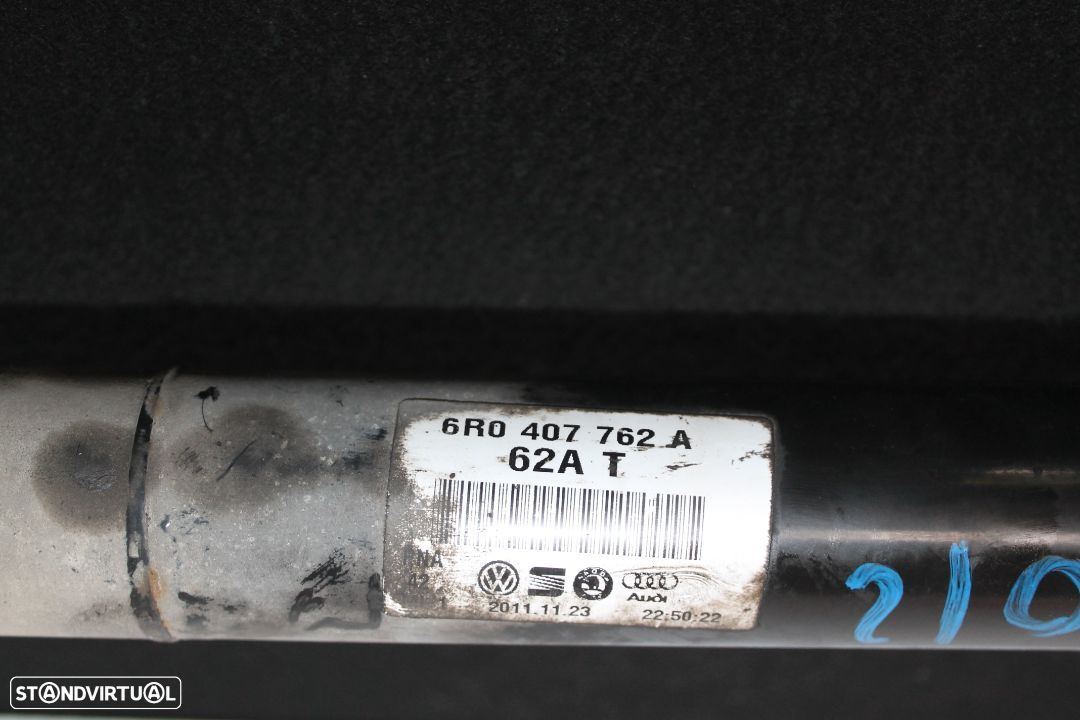 6R0 407 762 A
62A T
Audi
2011.11.23 22:50:22
210
STANDVIRTUAL